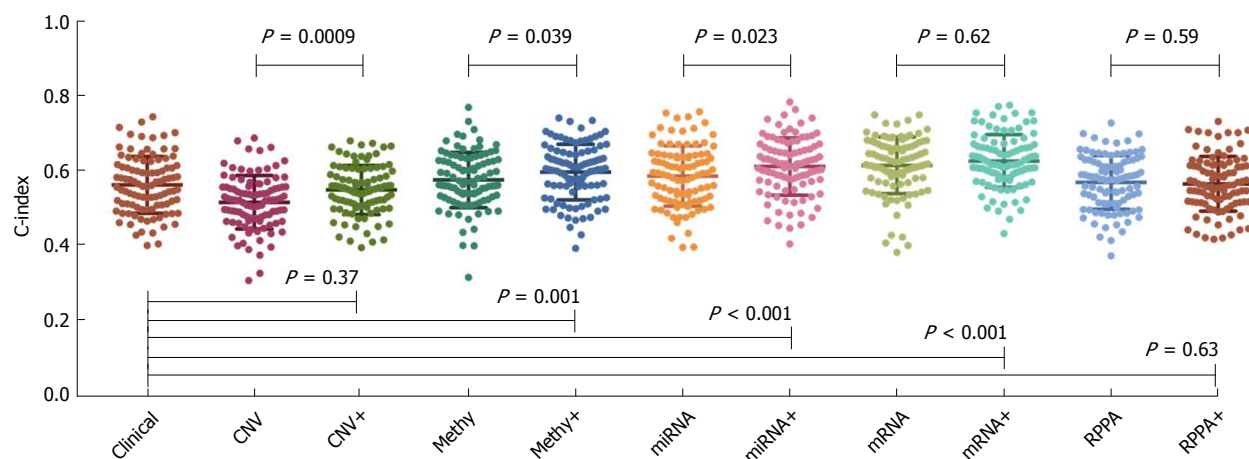 1.0
0.8
0.6
0.4
0.2
0.0
C-index
P = 0.0009
P = 0.039
P = 0.023
P = 0.62
P = 0.59
P = 0.37
P = 0.001
P < 0.001
P < 0.001
P = 0.63
Clinical
CNV
CNV+
Methy
Methy+
miRNA
miRNA+
mRNA
mRNA+
RPPA
RPPA+